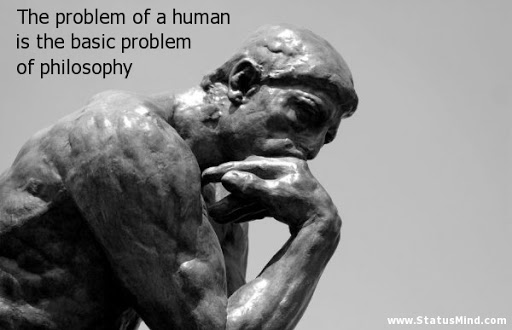 The problem of a human
is the basic problem
of philosophy
www.StatusMind.com